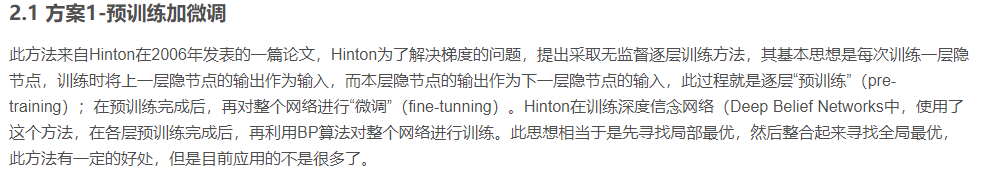 2.1 方案1-预训练加微调
此方法来自Hinton在2006年发表的一篇论文，Hinton为了解决梯度的问题，提出采取无监督逐层训练方法，其基本思想是每次训练一层隐
节点，训练时将上一层隐节点的输出作为输入，而本层隐节点的输出作为下一层隐节点的输入，此过程就是逐层“预训练”（pre-
training）；在预训练完成后，再对整个网络进行“微调”（fine-tunning）。Hinton在训练深度信念网络（Deep Belief Networks中，使用了
这个方法，在各层预训练完成后，再利用BP算法对整个网络进行训练。此思想相当于是先寻找局部最优，然后整合起来寻找全局最优，
此方法有一定的好处，但是目前应用的不是很多了。